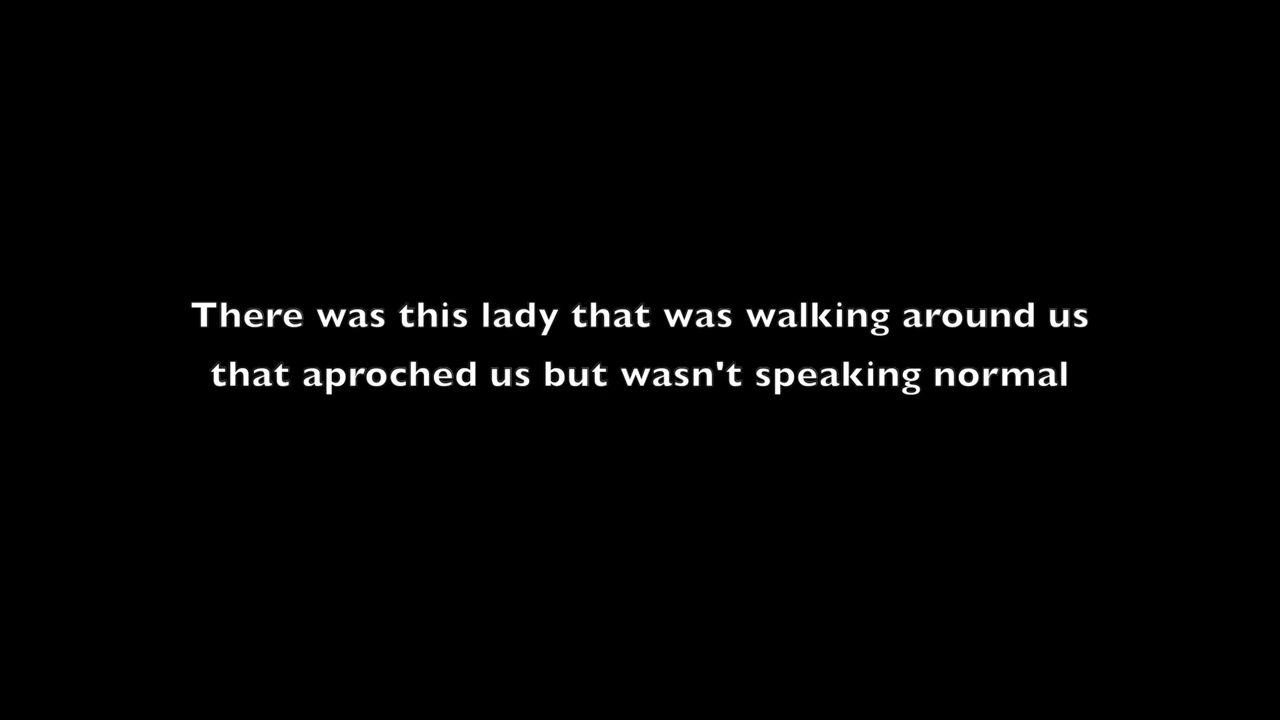 There was this lady that was walking around us
that aproched us but wasn't speaking normal